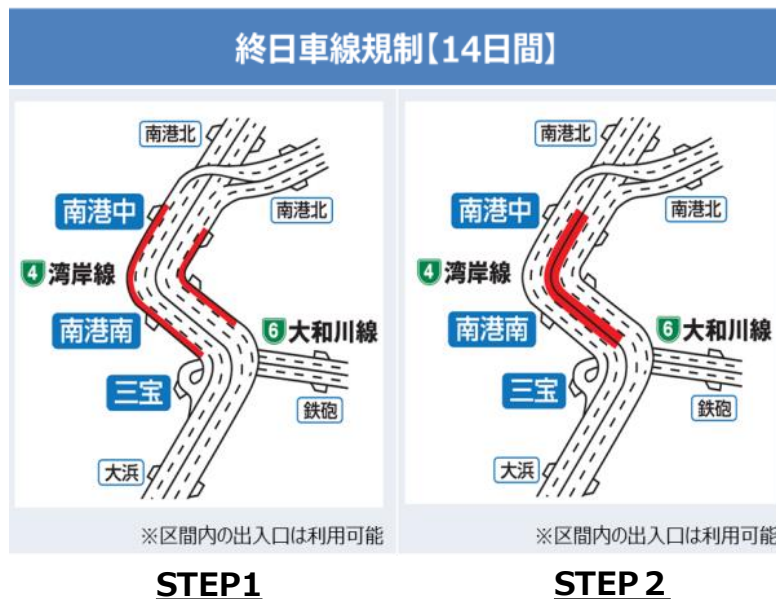 終日車線規制【14日間】
南港北
南港中
南港北
4 湾岸線
南港南
6 大和川線
三宝
鉄砲
大浜
※区間内の出入口は利用可能
STEP1
南港北
南港中
南港北
4 湾岸線
南港南
6 大和川線
三宝
鉄砲
大浜
※区間内の出入口は利用可能
STEP２